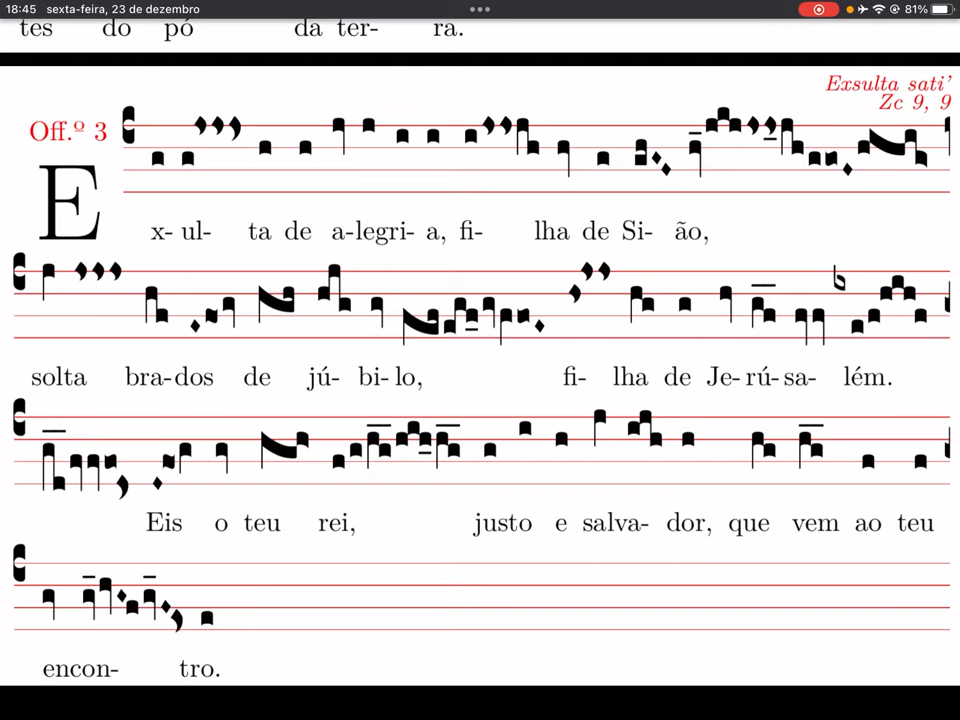 18:45 sexta-feira, 23 de dezembro 81%
tes do pó da ter- ra.
Exsulta sati'
Zc 9, 9
Off.º 3
E
x- ul- ta de a-legri- a, fi- lha de Si- ão,
solta bra-dos de jú- bi- lo, fi- lha de Je- rú- sa- lém.
Eis o teu rei, justo e salva- dor, que vem ao teu
encon- tro.